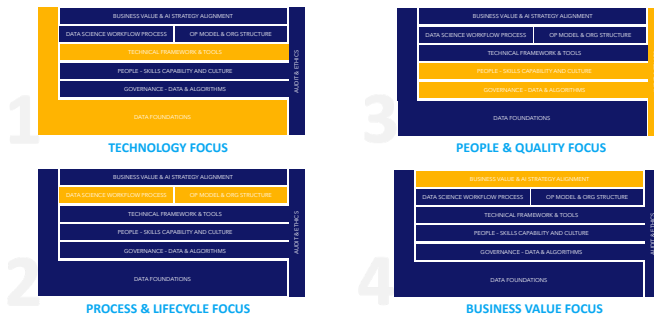 1
BUSINESS VALUE & AI STRATEGY ALIGNMENT
DATA SCIENCE WORKFLOW PROCESS
OP MODEL & ORG STRUCTURE
TECHNICAL FRAMEWORK & TOOLS
PEOPLE - SKILLS CAPABILITY AND CULTURE
GOVERNANCE - DATA & ALGORITHMS
DATA FOUNDATIONS
AUDIT & ETHICS
TECHNOLOGY FOCUS
3
BUSINESS VALUE & AI STRATEGY ALIGNMENT
DATA SCIENCE WORKFLOW PROCESS
OP MODEL & ORG STRUCTURE
TECHNICAL FRAMEWORK & TOOLS
PEOPLE - SKILLS CAPABILITY AND CULTURE
GOVERNANCE - DATA & ALGORITHMS
DATA FOUNDATIONS
PEOPLE & QUALITY FOCUS
2
BUSINESS VALUE & AI STRATEGY ALIGNMENT
DATA SCIENCE WORKFLOW PROCESS
OP MODEL & ORG STRUCTURE
TECHNICAL FRAMEWORK & TOOLS
PEOPLE - SKILLS CAPABILITY AND CULTURE
GOVERNANCE - DATA & ALGORITHMS
DATA FOUNDATIONS
AUDIT & ETHICS
PROCESS & LIFECYCLE FOCUS
4
BUSINESS VALUE & AI STRATEGY ALIGNMENT
DATA SCIENCE WORKFLOW PROCESS
OP MODEL & ORG STRUCTURE
TECHNICAL FRAMEWORK & TOOLS
PEOPLE - SKILLS CAPABILITY AND CULTURE
GOVERNANCE - DATA & ALGORITHMS
DATA FOUNDATIONS
AUDIT & ETHICS
BUSINESS VALUE FOCUS